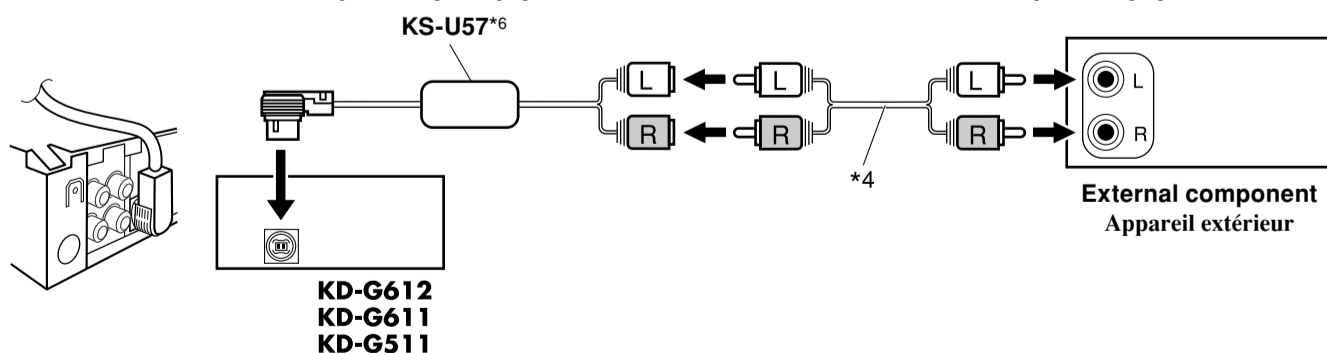 KS-U57*6
L
L
L
L
R
R
R
R
*4
External component
Appareil extérieur
KD-G612
KD-G611
KD-G511